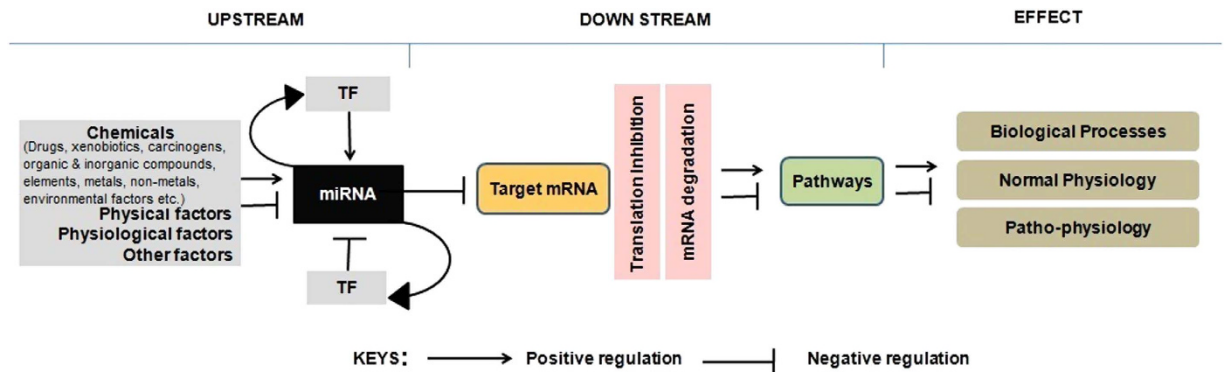 UPSTREAM
DOWN STREAM
EFFECT
TF
Chemicals
(Drugs, xenobiotics, carcinogens,
organic & inorganic compounds,
elements, metals, non-metals,
environmental factors etc.)
Physical factors
Physiological factors
Other factors
miRNA
TF
Target mRNA
Translation Inhibition
mRNA degradation
Pathways
Biological Processes
Normal Physiology
Patho-physiology
KEYS: Positive regulation Negative regulation